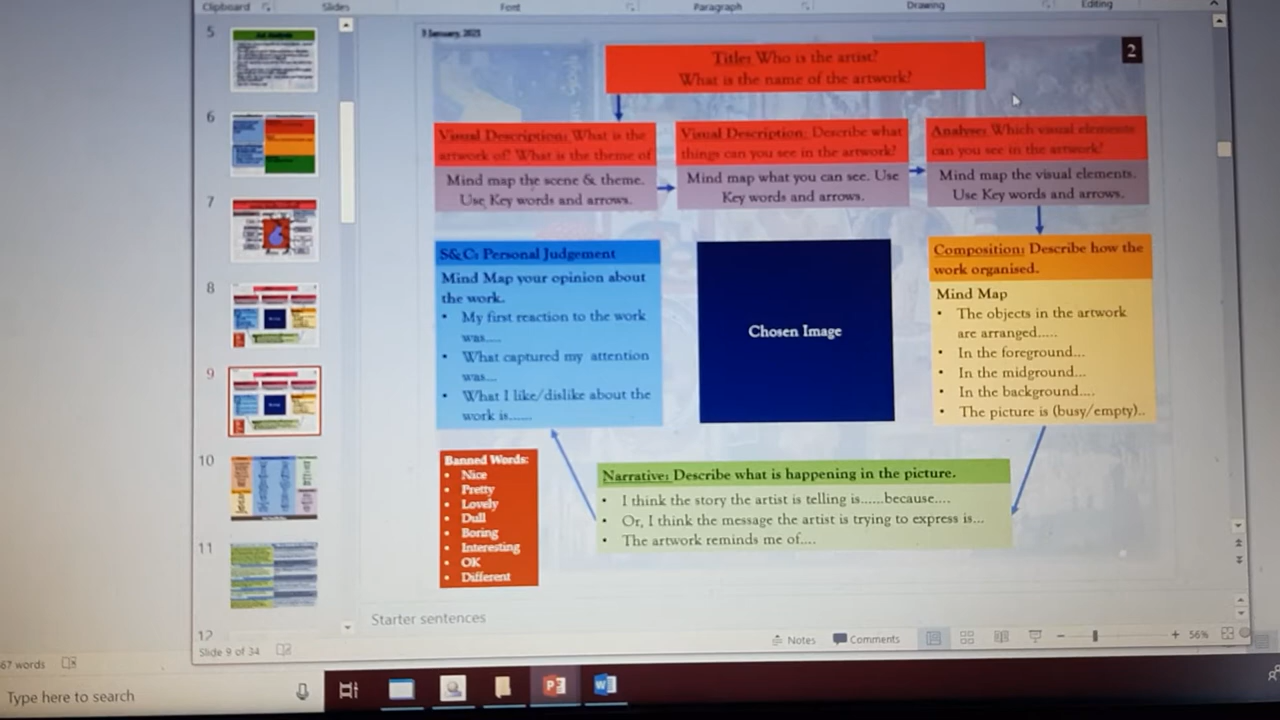 Clipboard
Slides
Font
Paragraph
Drawing
Editing
5
6
7
8
9
10
11
12
3 January, 2021
2
Title: Who is the artist?
What is the name of the artwork?
Visual Description: What is the
artwork of? What is the theme of
Mind map the scene & theme.
Use Key words and arrows.
Visual Description: Describe what
things can you see in the artwork?
Mind map what you can see. Use
Key words and arrows.
Analyse: Which visual elements
can you see in the artwork?
Mind map the visual elements.
Use Key words and arrows.
S&C: Personal Judgement
Mind Map your opinion about
the work.
• My first reaction to the work
was....
• What captured my attention
was...
• What I like/dislike about the
work is......
Chosen Image
Composition: Describe how the
work organised.
Mind Map
• The objects in the artwork
are arranged.....
• In the foreground...
• In the midground...
• In the background....
• The picture is (busy/empty)..
Banned Words:
• Nice
• Pretty
• Lovely
• Dull
• Boring
• Interesting
• OK
• Different
Narrative: Describe what is happening in the picture.
• I think the story the artist is telling is......because....
• Or, I think the message the artist is trying to express is...
• The artwork reminds me of....
Starter sentences
Slide 9 of 34
Notes
Comments
56%
67 words
Type here to search